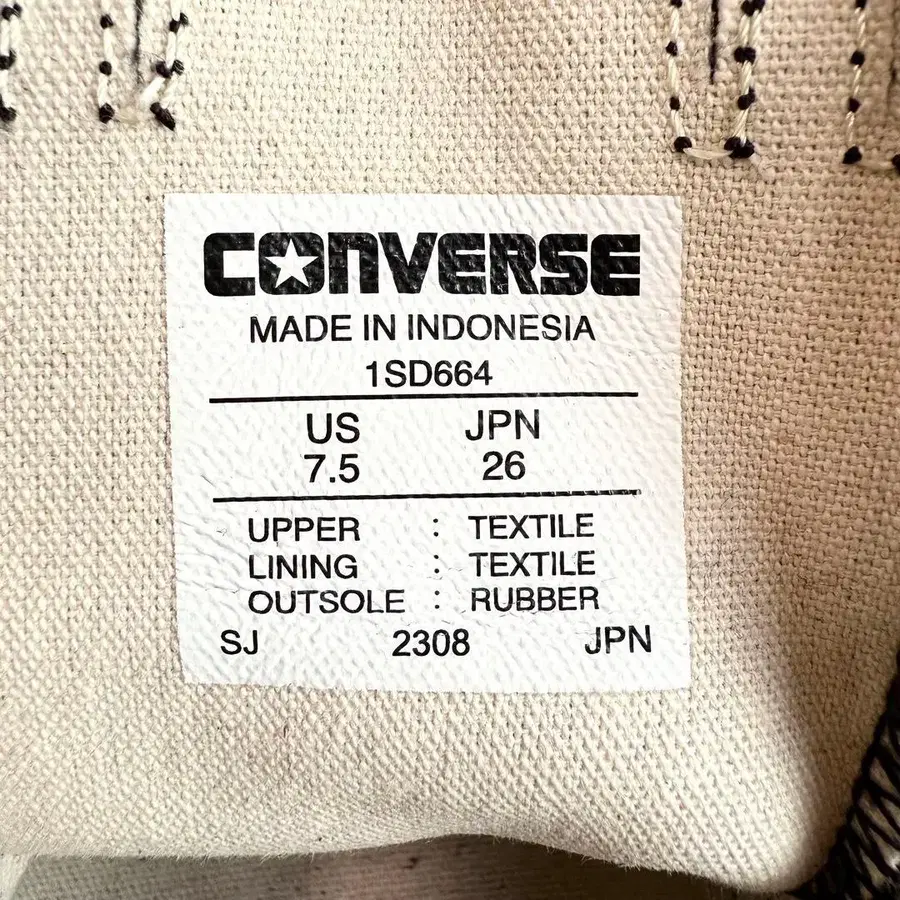 CONVERSE
MADE IN INDONESIA
1SD664
US JPN
7.5 26
UPPER : TEXTILE
LINING : TEXTILE
OUTSOLE : RUBBER
SJ 2308 JPN